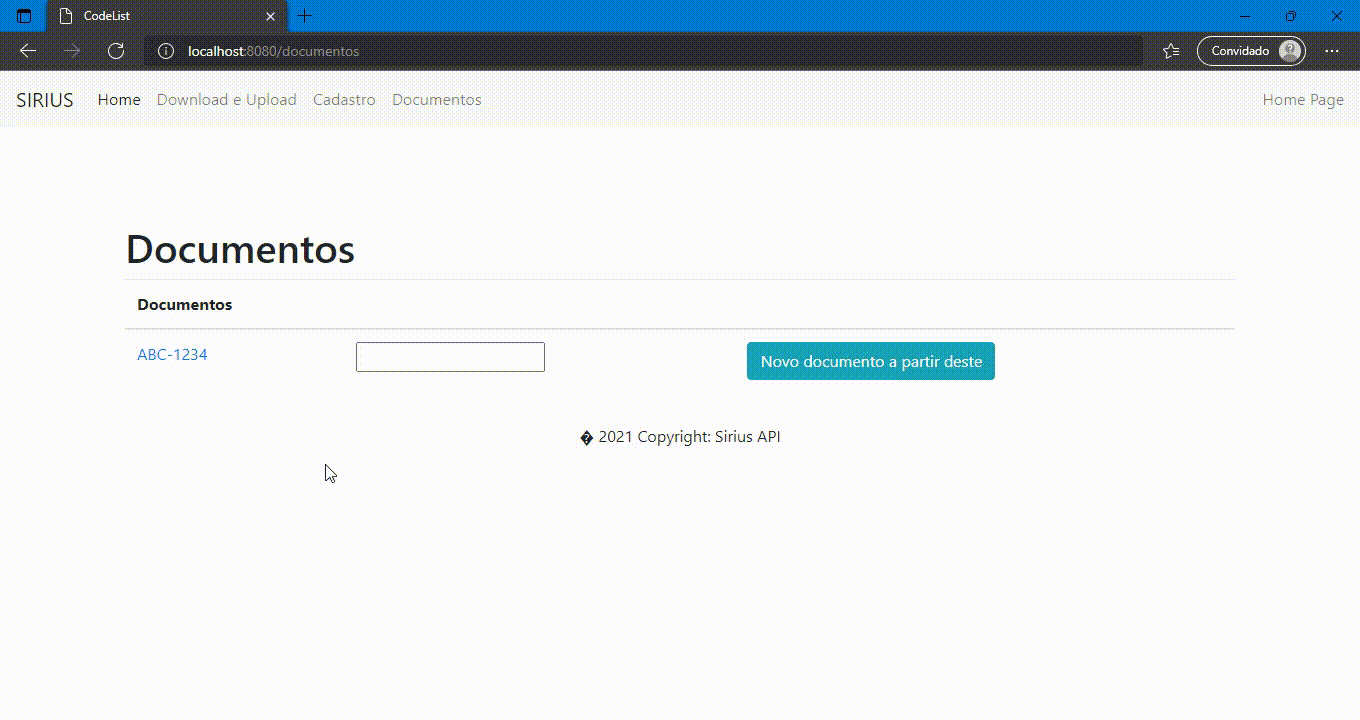 CodeList
localhost:8080/documentos
Convidado
SIRIUS Home Download e Upload Cadastro Documentos Home Page
Documentos
Documentos
ABC-1234 Novo documento a partir deste
� 2021 Copyright: Sirius API